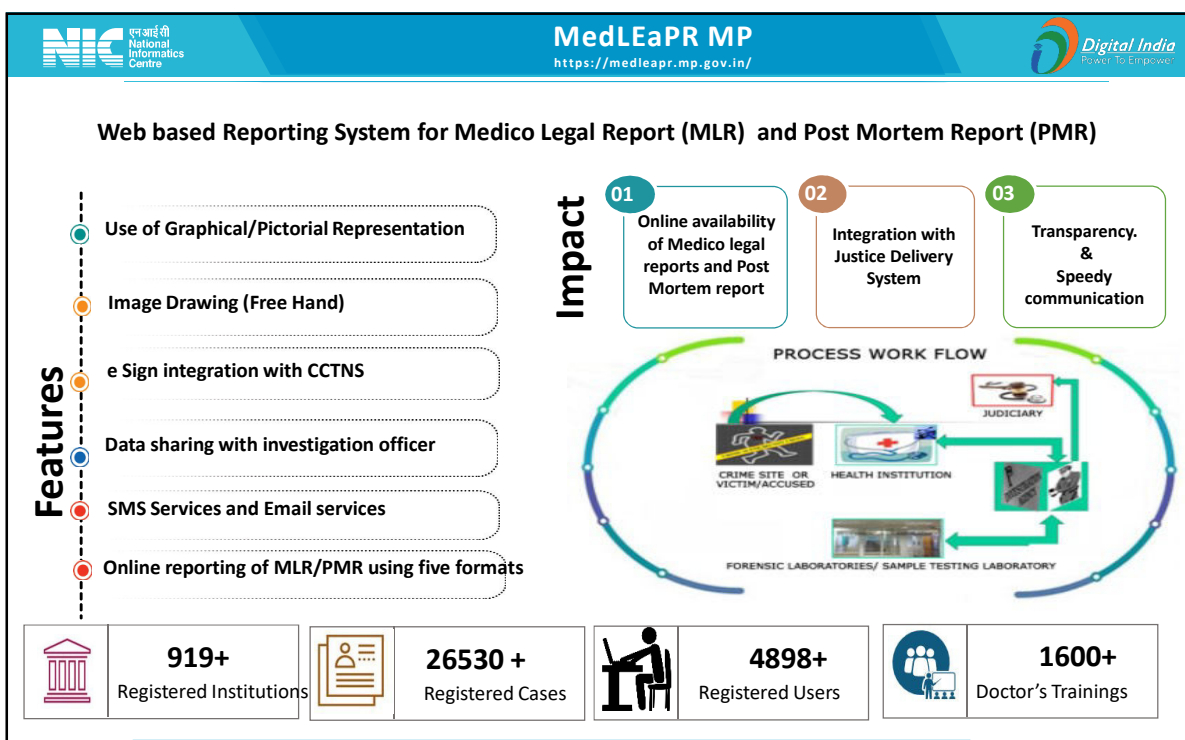 एनआईसी
NIC
National
Informatics
Centre
MedLEaPR MP
https://medleapr.mp.gov.in/
Digital India
Power To Empower
Web based Reporting System for Medico Legal Report (MLR) and Post Mortem Report (PMR)
Features
Use of Graphical/Pictorial Representation
Image Drawing (Free Hand)
e Sign integration with CCTNS
Data sharing with investigation officer
SMS Services and Email services
Online reporting of MLR/PMR using five formats
Impact
01
Online availability
of Medico legal
reports and Post
Mortem report
02
Integration with
Justice Delivery
System
03
Transparency.
&
Speedy
communication
PROCESS WORK FLOW
JUDICIARY
CRIME SITE OR
VICTIM/ACCUSED
HEALTH INSTITUTION
FORENSIC LABORATORIES/ SAMPLE TESTING LABORATORY
919+
Registered Institutions
26530 +
Registered Cases
4898+
Registered Users
1600+
Doctor's Trainings